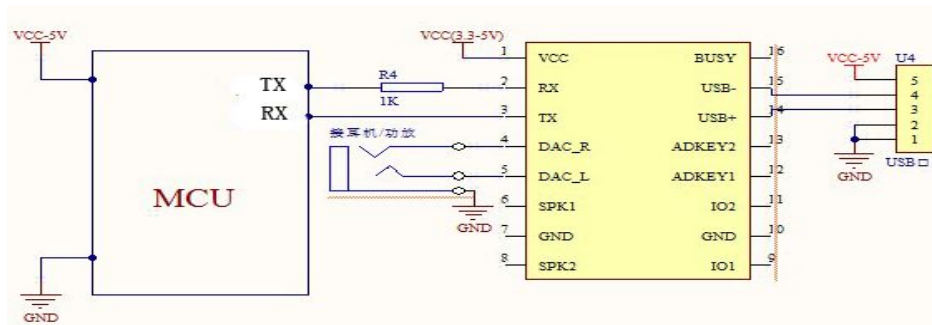 VCC-5V
VCC(3.3-5V)
VCC-5V
U4
1
VCC
BUSY
16
5
TX
R4
2
RX
USB-
15
4
1K
3
RX
3
TX
USB+
14
2
接耳机/功放
1
4
DAC_R
ADKEY2
13
USB口
GND
5
DAC_L
ADKEY1
12
MCU
6
SPK1
IO2
11
GND
7
GND
GND
10
8
SPK2
IO1
9
GND